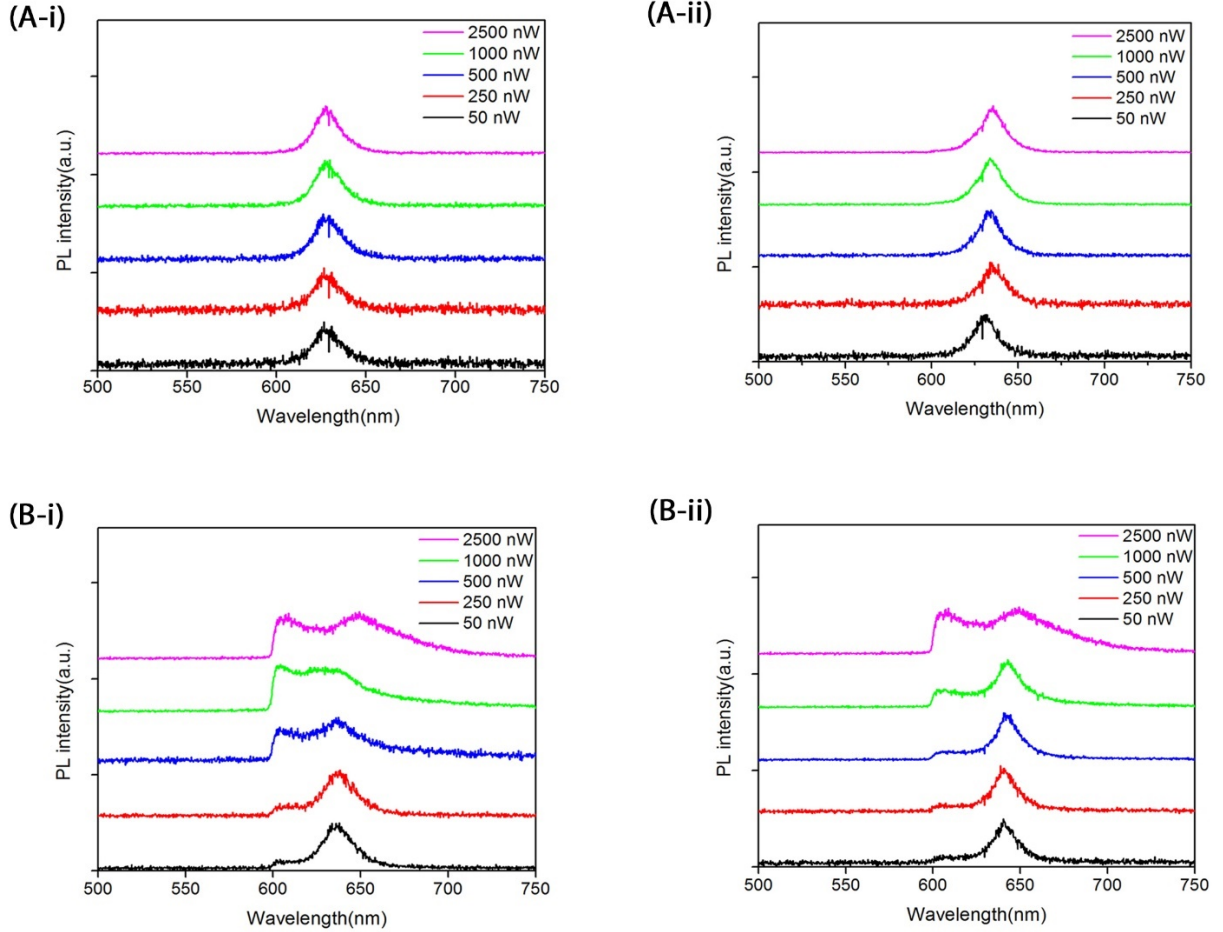 (A-i)
2500 nW
1000 nW
500 nW
250 nW
50 nW
PL intensity(a.u.)
500 550 600 650 700 750
Wavelength(nm)
(A-ii)
2500 nW
1000 nW
500 nW
250 nW
50 nW
PL intensity(a.u.)
500 550 600 650 700 750
Wavelength(nm)
(B-i)
2500 nW
1000 nW
500 nW
250 nW
50 nW
PL intensity(a.u.)
500 550 600 650 700 750
Wavelength(nm)
(B-ii)
2500 nW
1000 nW
500 nW
250 nW
50 nW
PL intensity(a.u.)
500 550 600 650 700 750
Wavelength(nm)